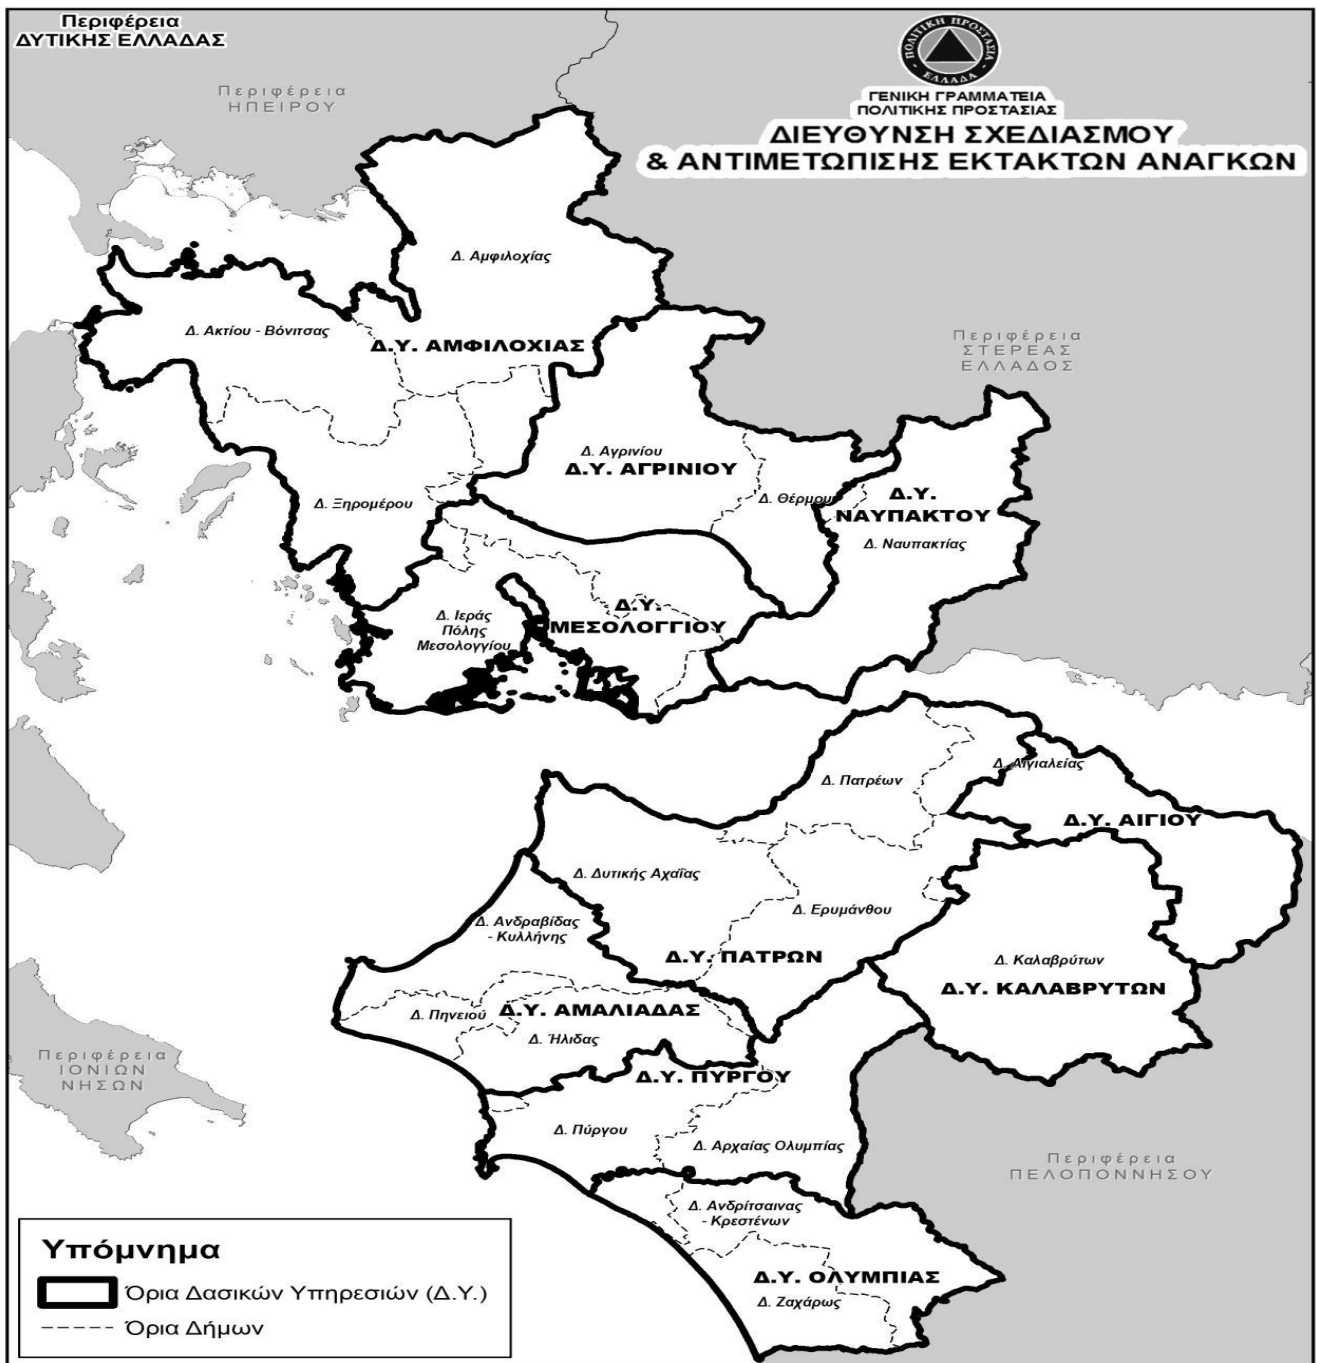 Περιφέρεια
ΔΥΤΙΚΗΣ ΕΛΛΑΔΑΣ
ΠΟΛΙΤΙΚΗ ΠΡΟΣΤΑΣΙΑ
- ΕΛΛΑΔΑ -
ΓΕΝΙΚΗ ΓΡΑΜΜΑΤΕΙΑ
ΠΟΛΙΤΙΚΗΣ ΠΡΟΣΤΑΣΙΑΣ
ΔΙΕΥΘΥΝΣΗ ΣΧΕΔΙΑΣΜΟΥ
& ΑΝΤΙΜΕΤΩΠΙΣΗΣ ΕΚΤΑΚΤΩΝ ΑΝΑΓΚΩΝ
Περιφέρεια
ΗΠΕΙΡΟΥ
Δ. Αμφιλοχίας
Δ. Ακτίου - Βόνιτσας
Δ.Υ. ΑΜΦΙΛΟΧΙΑΣ
Περιφέρεια
ΣΤΕΡΕΑΣ
ΕΛΛΑΔΟΣ
Δ. Αγρινίου
Δ.Υ. ΑΓΡΙΝΙΟΥ
Δ. Θέρμου
Δ.Υ.
ΝΑΥΠΑΚΤΟΥ
Δ. Ναυπακτίας
Δ. Ξηρομέρου
Δ. Ιεράς
Πόλης
Μεσολογγίου
Δ.Υ.
ΜΕΣΟΛΟΓΓΙΟΥ
Δ. Πατρέων
Δ. Αιγιαλείας
Δ.Υ. ΑΙΓΙΟΥ
Δ. Δυτικής Αχαΐας
Δ. Ερυμάνθου
Δ. Ανδραβίδας
- Κυλλήνης
Δ.Υ. ΠΑΤΡΩΝ
Δ. Καλαβρύτων
Δ.Υ. ΚΑΛΑΒΡΥΤΩΝ
Δ. Πηνειού
Δ.Υ. ΑΜΑΛΙΑΔΑΣ
Δ. Ήλιδας
Περιφέρεια
ΙΟΝΙΩΝ
ΝΗΣΩΝ
Δ.Υ. ΠΥΡΓΟΥ
Δ. Πύργου
Δ. Αρχαίας Ολυμπίας
Περιφέρεια
ΠΕΛΟΠΟΝΝΗΣΟΥ
Δ. Ανδρίτσαινας
- Κρεστένων
Δ.Υ. ΟΛΥΜΠΙΑΣ
Δ. Ζαχάρως
Υπόμνημα
Όρια Δασικών Υπηρεσιών (Δ.Υ.)
Όρια Δήμων